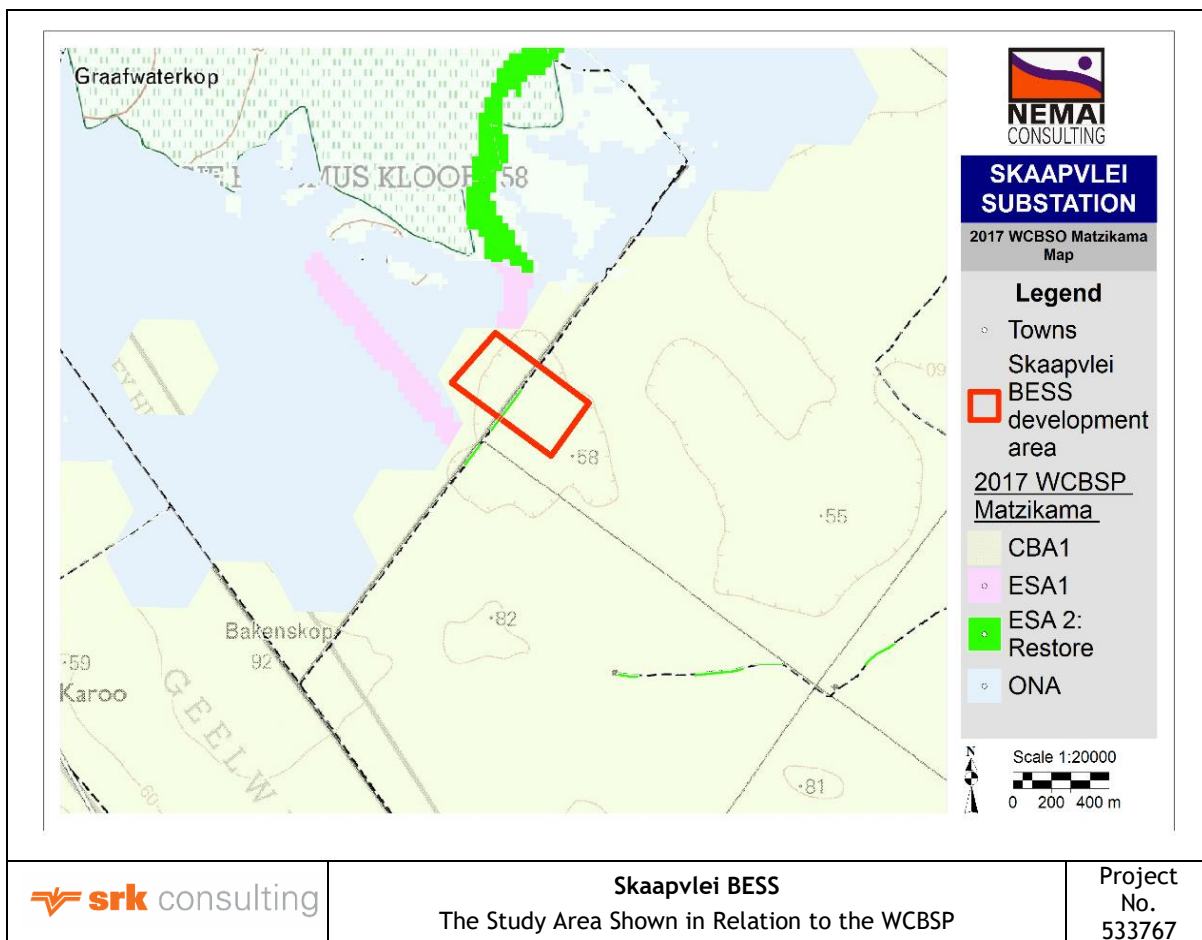 Graafwaterkop
MUS KLOOF 58
58
55
09
82
Bakenskop
92
59
Karoo
GEELW
60
81
NEMAI
CONSULTING
SKAAPVLEI
SUBSTATION
2017 WCBSO Matzikama
Map
Legend
Towns
Skaapvlei
BESS
development
area
2017 WCBSP
Matzikama
CBA1
ESA1
ESA 2:
Restore
ONA
N
Scale 1:20000
0 200 400 m
srk consulting
Skaapvlei BESS
The Study Area Shown in Relation to the WCBSP
Project
No.
533767